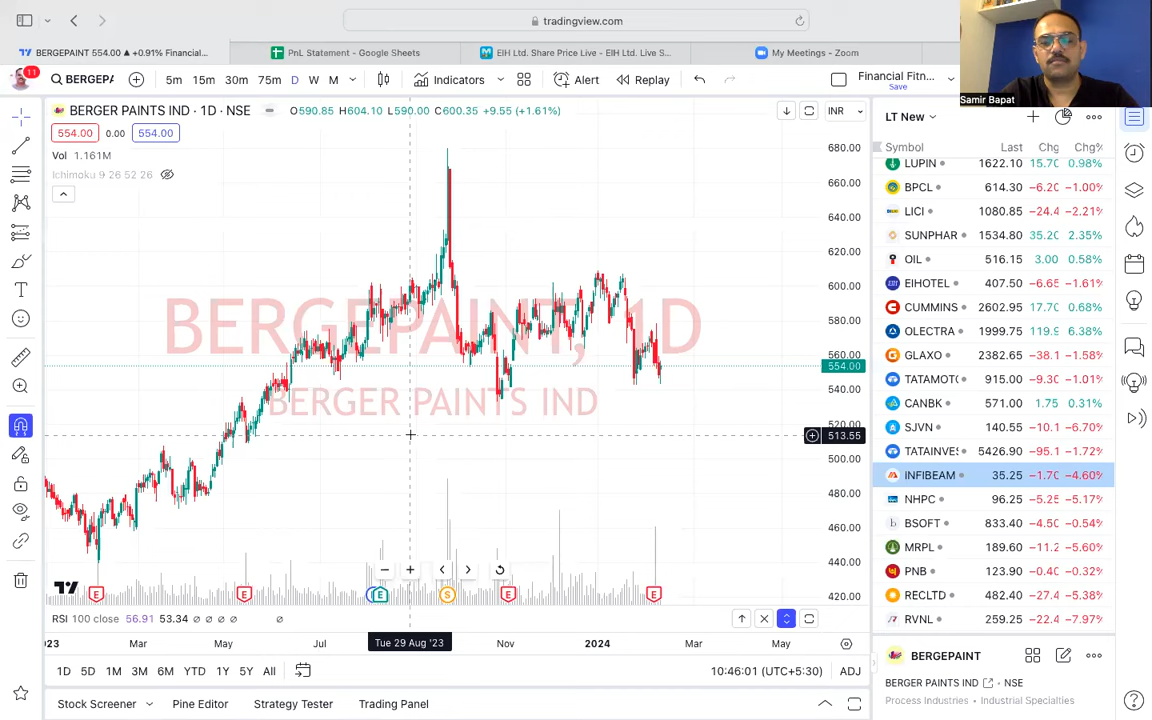 tradingview.com
BERGEPAINT 554.00 ▲ +0.91% Financial...
PnL Statement - Google Sheets
EIH Ltd. Share Price Live - EIH Ltd. Live S...
My Meetings - Zoom
Samir Bapat
11
BERGEPA
5m 15m 30m 75m D W M
Indicators
Alert
Replay
Financial Fitn...
Save
BERGER PAINTS IND · 1D · NSE
O590.85 H604.10 L590.00 C600.35 +9.55 (+1.61%)
INR
554.00 0.00 554.00
Vol 1.161M
Ichimoku 9 26 52 26
BERGEPAINT, 1D
BERGER PAINTS IND
680.00
660.00
640.00
620.00
600.00
580.00
560.00
554.00
540.00
520.00
513.55
500.00
480.00
460.00
440.00
420.00
E E E S E E
RSI 100 close 56.91 53.34
2023 Mar May Jul Tue 29 Aug '23 Nov 2024 Mar May
1D 5D 1M 3M 6M YTD 1Y 5Y All
10:46:01 (UTC+5:30) ADJ
Stock Screener Pine Editor Strategy Tester Trading Panel
LT New
Symbol Last Chg Chg%
LUPIN 1622.10 15.70 0.98%
BPCL 614.30 −6.20 −1.00%
LICI 1080.85 −24.4 −2.21%
SUNPHAR 1534.80 35.20 2.35%
OIL 516.15 3.00 0.58%
EIHOTEL 407.50 −6.65 −1.61%
CUMMINS 2602.95 17.70 0.68%
OLECTRA 1999.75 119.9 6.38%
GLAXO 2382.65 −38.1 −1.58%
TATAMOTO 915.00 −9.30 −1.01%
CANBK 571.00 1.75 0.31%
SJVN 140.55 −10.1 −6.70%
TATAINVES 5426.90 −95.1 −1.72%
INFIBEAM 35.25 −1.70 −4.60%
NHPC 96.25 −5.25 −5.17%
BSOFT 833.40 −4.50 −0.54%
MRPL 189.60 −11.2 −5.60%
PNB 123.90 −0.40 −0.32%
RECLTD 482.40 −27.4 −5.38%
RVNL 259.25 −22.4 −7.97%
BERGEPAINT
BERGER PAINTS IND · NSE
Process Industries · Industrial Specialties